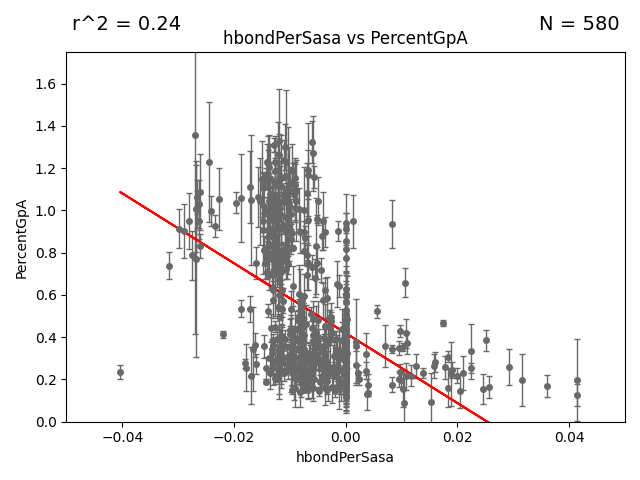 r^2 = 0.24
N = 580
hbondPerSasa vs PercentGpA
PercentGpA
1.6
1.4
1.2
1.0
0.8
0.6
0.4
0.2
0.0
−0.04
−0.02
0.00
0.02
0.04
hbondPerSasa